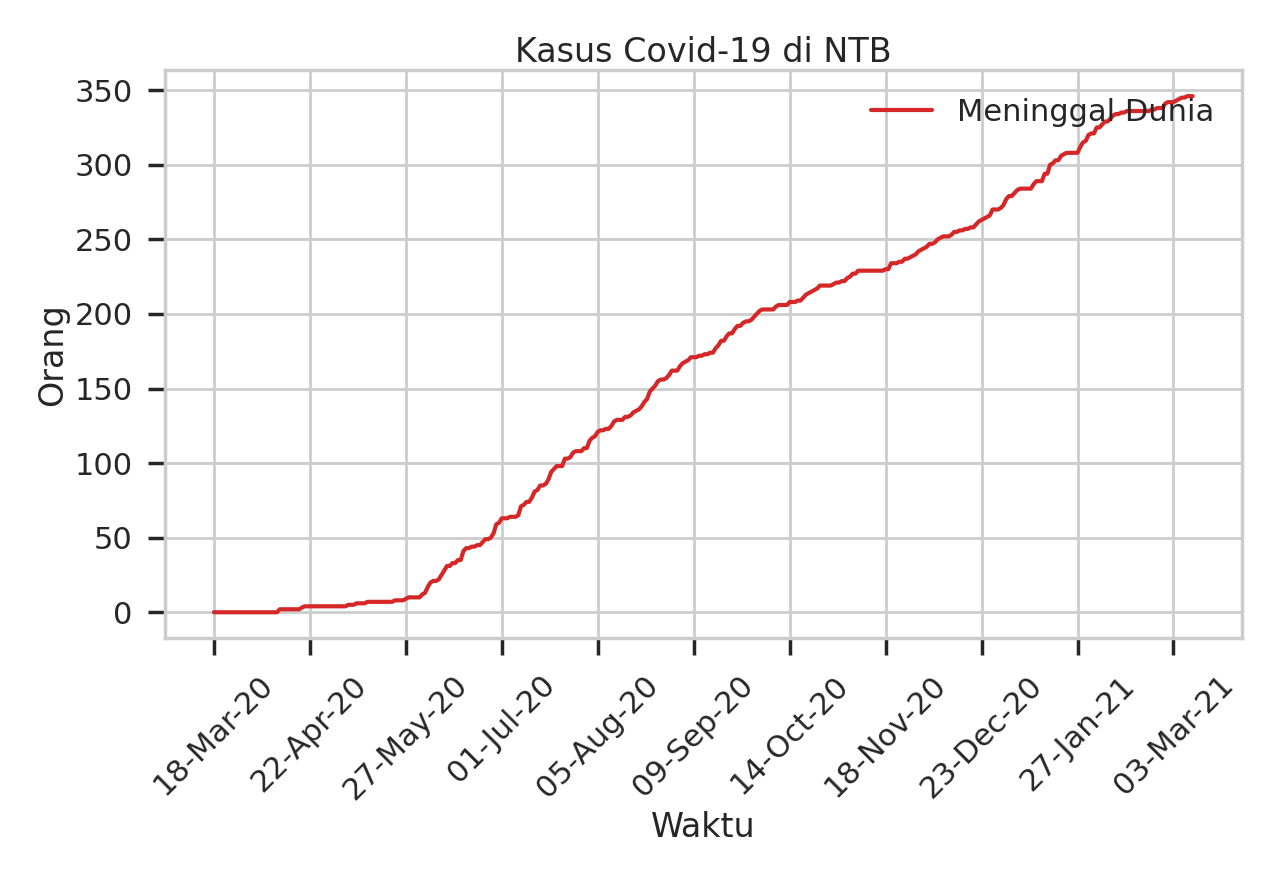 Kasus Covid-19 di NTB
Meninggal Dunia
Orang
350
300
250
200
150
100
50
0
18-Mar-20
22-Apr-20
27-May-20
01-Jul-20
05-Aug-20
09-Sep-20
14-Oct-20
18-Nov-20
23-Dec-20
27-Jan-21
03-Mar-21
Waktu